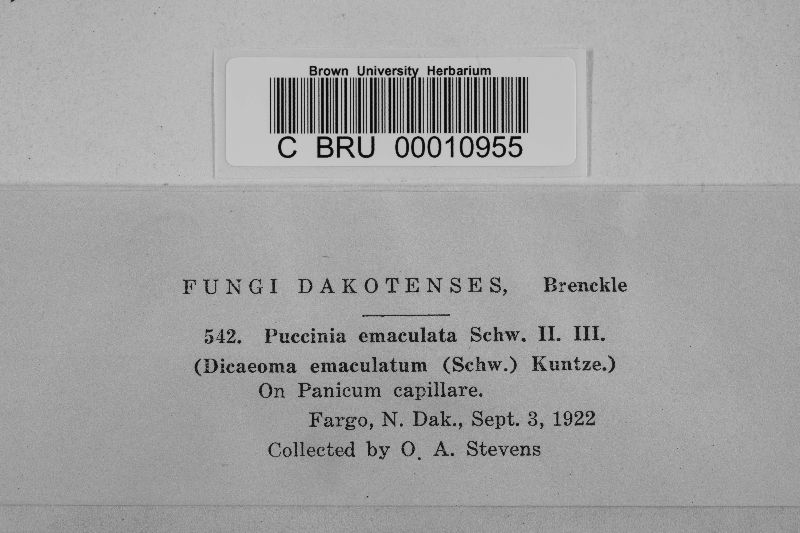 Brown University Herbarium
C BRU 00010955
FUNGI DAKOTENSES, Brenckle
542. Puccinia emaculata Schw. II. III.
(Dicaeoma emaculatum (Schw.) Kuntze.)
On Panicum capillare.
Fargo, N. Dak., Sept. 3, 1922
Collected by O. A. Stevens